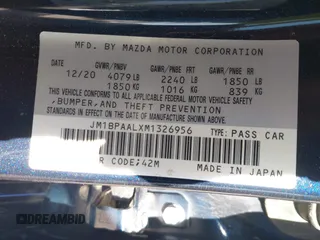 MFD. BY MAZDA MOTOR CORPORATION
GVWR/PNBV GAWR/PNBE FR GAWR/PNBE RR
12/20 4079 LB 2240 LB 1850 LB
1850 KG 1016 KG 839 KG
THIS VEHICLE CONFORMS TO ALL APPLICABLE
FEDERAL MOTOR VEHICLE SAFETY
,BUMPER,AND THEFT PREVENTION
STANDARDS IN EFFECT ON THE DATE OF
MANUFACTURE SHOWN ABOVE.
JM1BPAALXM1326956 TYPE: PASS CAR
R CODE/42M MADE IN JAPAN
DREAMBID